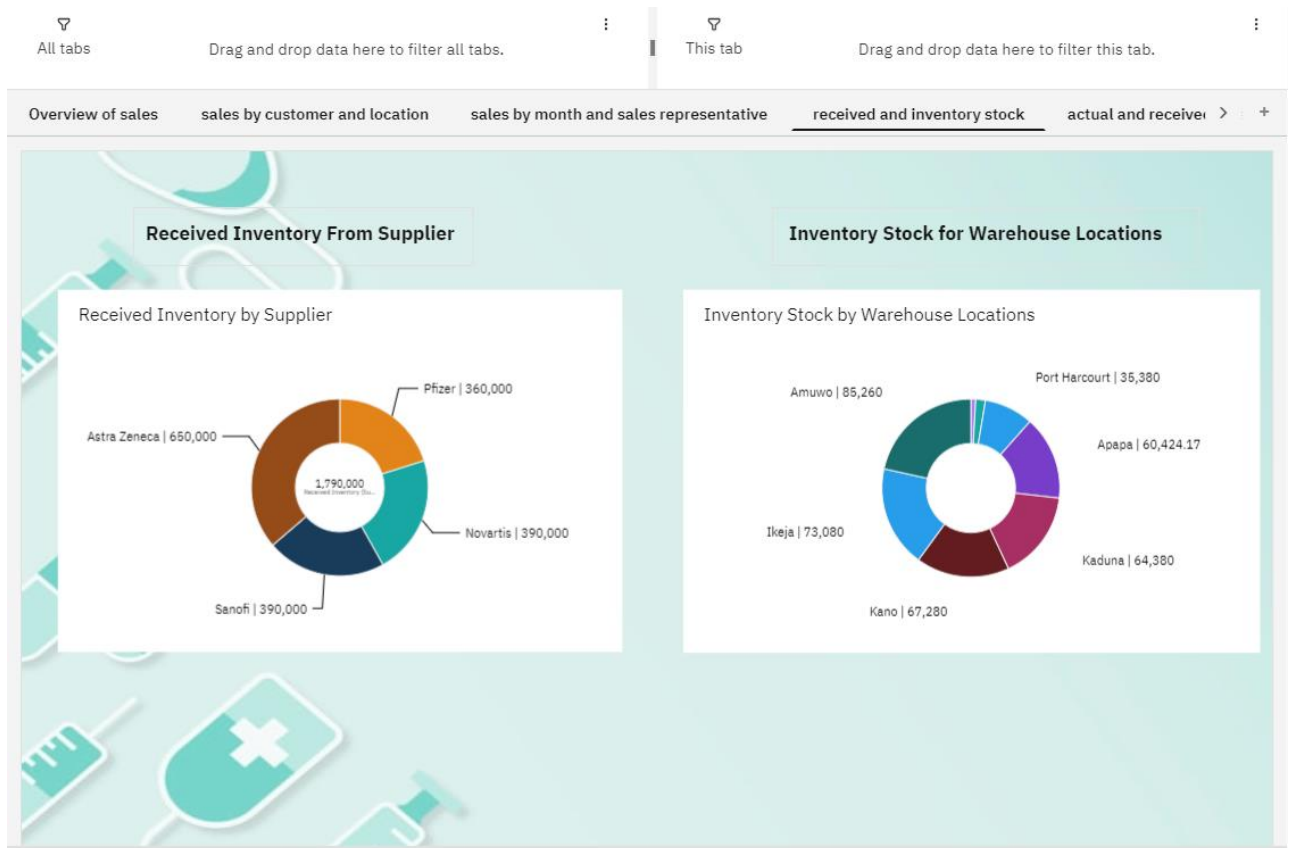 All tabs
Drag and drop data here to filter all tabs.
This tab
Drag and drop data here to filter this tab.
Overview of sales
sales by customer and location
sales by month and sales representative
received and inventory stock
actual and receive
Received Inventory From Supplier
Inventory Stock for Warehouse Locations
Received Inventory by Supplier
Pfizer | 360,000
Astra Zeneca | 650,000
1,790,000
Received Inventory Stu...
Novartis | 390,000
Sanofi | 390,000
Inventory Stock by Warehouse Locations
Port Harcourt | 35,380
Amuwo | 85,260
Apapa | 60,424.17
Ikeja | 73,080
Kaduna | 64,380
Kano | 67,280